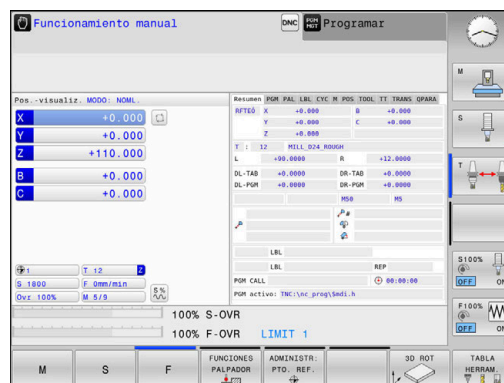 Funcionamiento manual
DNC
PGM MGT
Programar
Pos.-visualiz. MODO: NOML.
X +0.000
Y +0.000
Z +110.000
B +0.000
C +0.000
1 T 12 Z
S 1800 F 0mm/min
Ovr 100% M 5/9
S %
Resumen PGM PAL LBL CYC M POS TOOL TT TRANS QPARA
RFTEÓ X +0.000 B +0.000
Y +0.000 C +0.000
Z +0.000
T : 12 MILL_D24_ROUGH
L +90.0000 R +12.0000
DL-TAB +0.0000 DR-TAB +0.0000
DL-PGM +0.0000 DR-PGM +0.0000
M50 M5
P#
LBL
LBL REP
PGM CALL 00:00:00
PGM activo: TNC:\nc_prog\$mdi.h
100% S-OVR
100% F-OVR LIMIT 1
M
S
T
S100%
OFF ON
F100%
OFF ON
M
S
F
FUNCIONES PALPADOR
ADMINISTR. PTO. REF.
3D ROT
TABLA HERRAM.